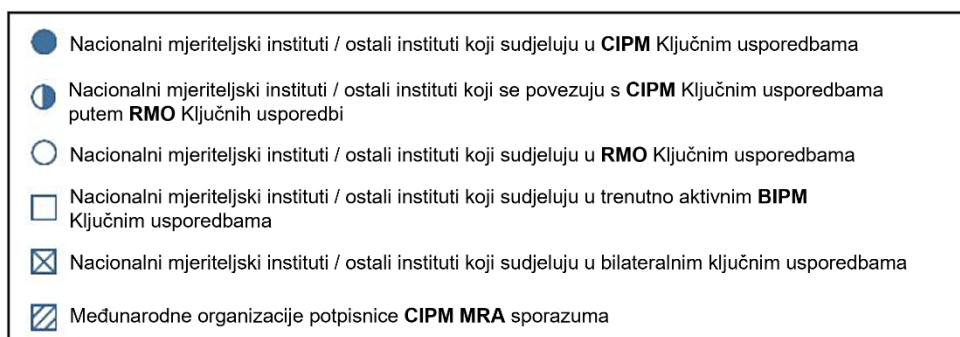 Nacionalni mjeriteljski instituti / ostali instituti koji sudjeluju u CIPM Ključnim usporedbama
Nacionalni mjeriteljski instituti / ostali instituti koji se povezuju s CIPM Ključnim usporedbama
putem RMO Ključnih usporedbi
Nacionalni mjeriteljski instituti / ostali instituti koji sudjeluju u RMO Ključnim usporedbama
Nacionalni mjeriteljski instituti / ostali instituti koji sudjeluju u trenutno aktivnim BIPM
Ključnim usporedbama
Nacionalni mjeriteljski instituti / ostali instituti koji sudjeluju u bilateralnim ključnim usporedbama
Međunarodne organizacije potpisnice CIPM MRA sporazuma